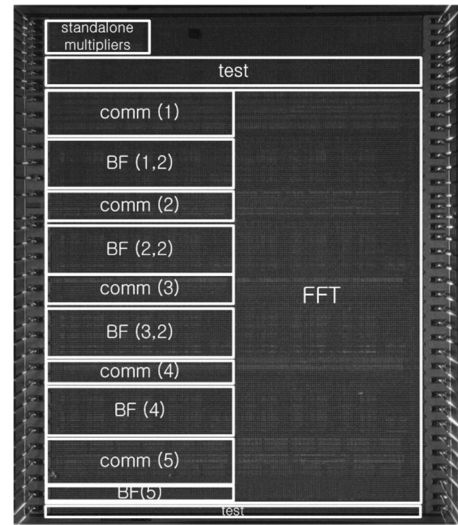 standalone
multipliers
test
comm (1)
BF (1,2)
comm (2)
BF (2,2)
comm (3)
FFT
BF (3,2)
comm (4)
BF (4)
comm (5)
BF(5)
test